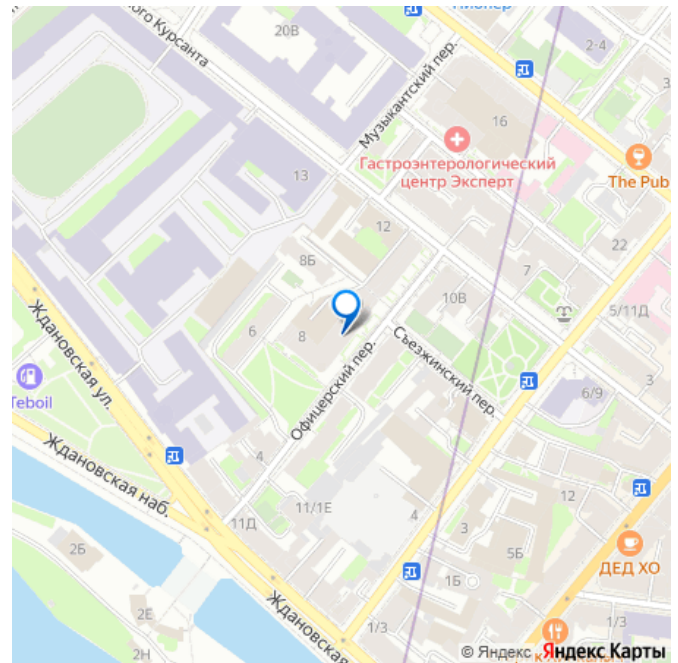 Пионер
ного Курсанта
20В
2-4
Музыкантский пер.
16
Гастроэнтерологический
центр Эксперт
The Pub
13
12
22
8Б
7
10В
5/11Д
Ждановская ул.
6
8
Съезжинский пер.
3
Teboil
6/9
Офицерский пер.
4
Ждановская наб.
11/1Е
12
11Д
4
3
5Б
ДЕД ХО
2Б
1Б
2Е
Ждановская
1/3
1/3
2Н
© Яндекс Яндекс Карты